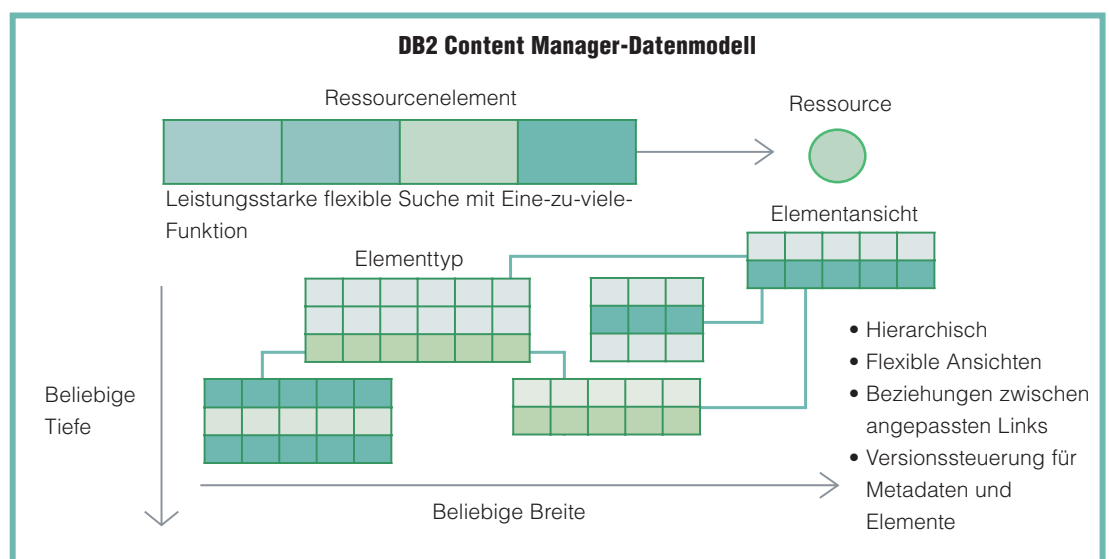 DB2 Content Manager-Datenmodell
Ressourcenelement
Ressource
Leistungsstarke flexible Suche mit Eine-zu-viele-
Funktion
Elementansicht
Elementtyp
• Hierarchisch
• Flexible Ansichten
• Beziehungen zwischen
angepassten Links
• Versionssteuerung für
Metadaten und
Elemente
Beliebige
Tiefe
Beliebige Breite